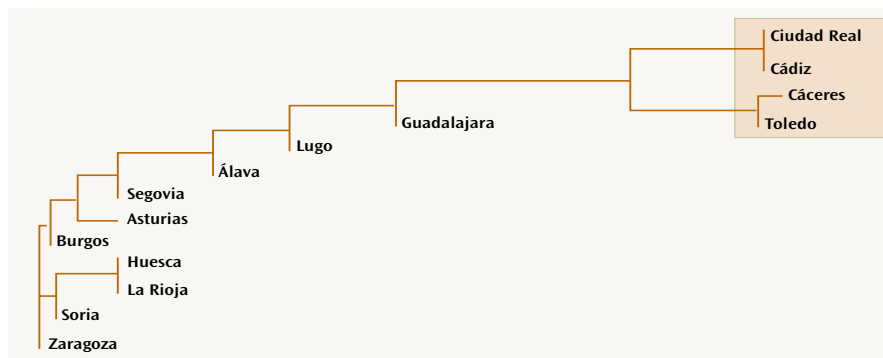 Ciudad Real
Cádiz
Cáceres
Toledo
Guadalajara
Lugo
Álava
Segovia
Asturias
Burgos
Huesca
La Rioja
Soria
Zaragoza